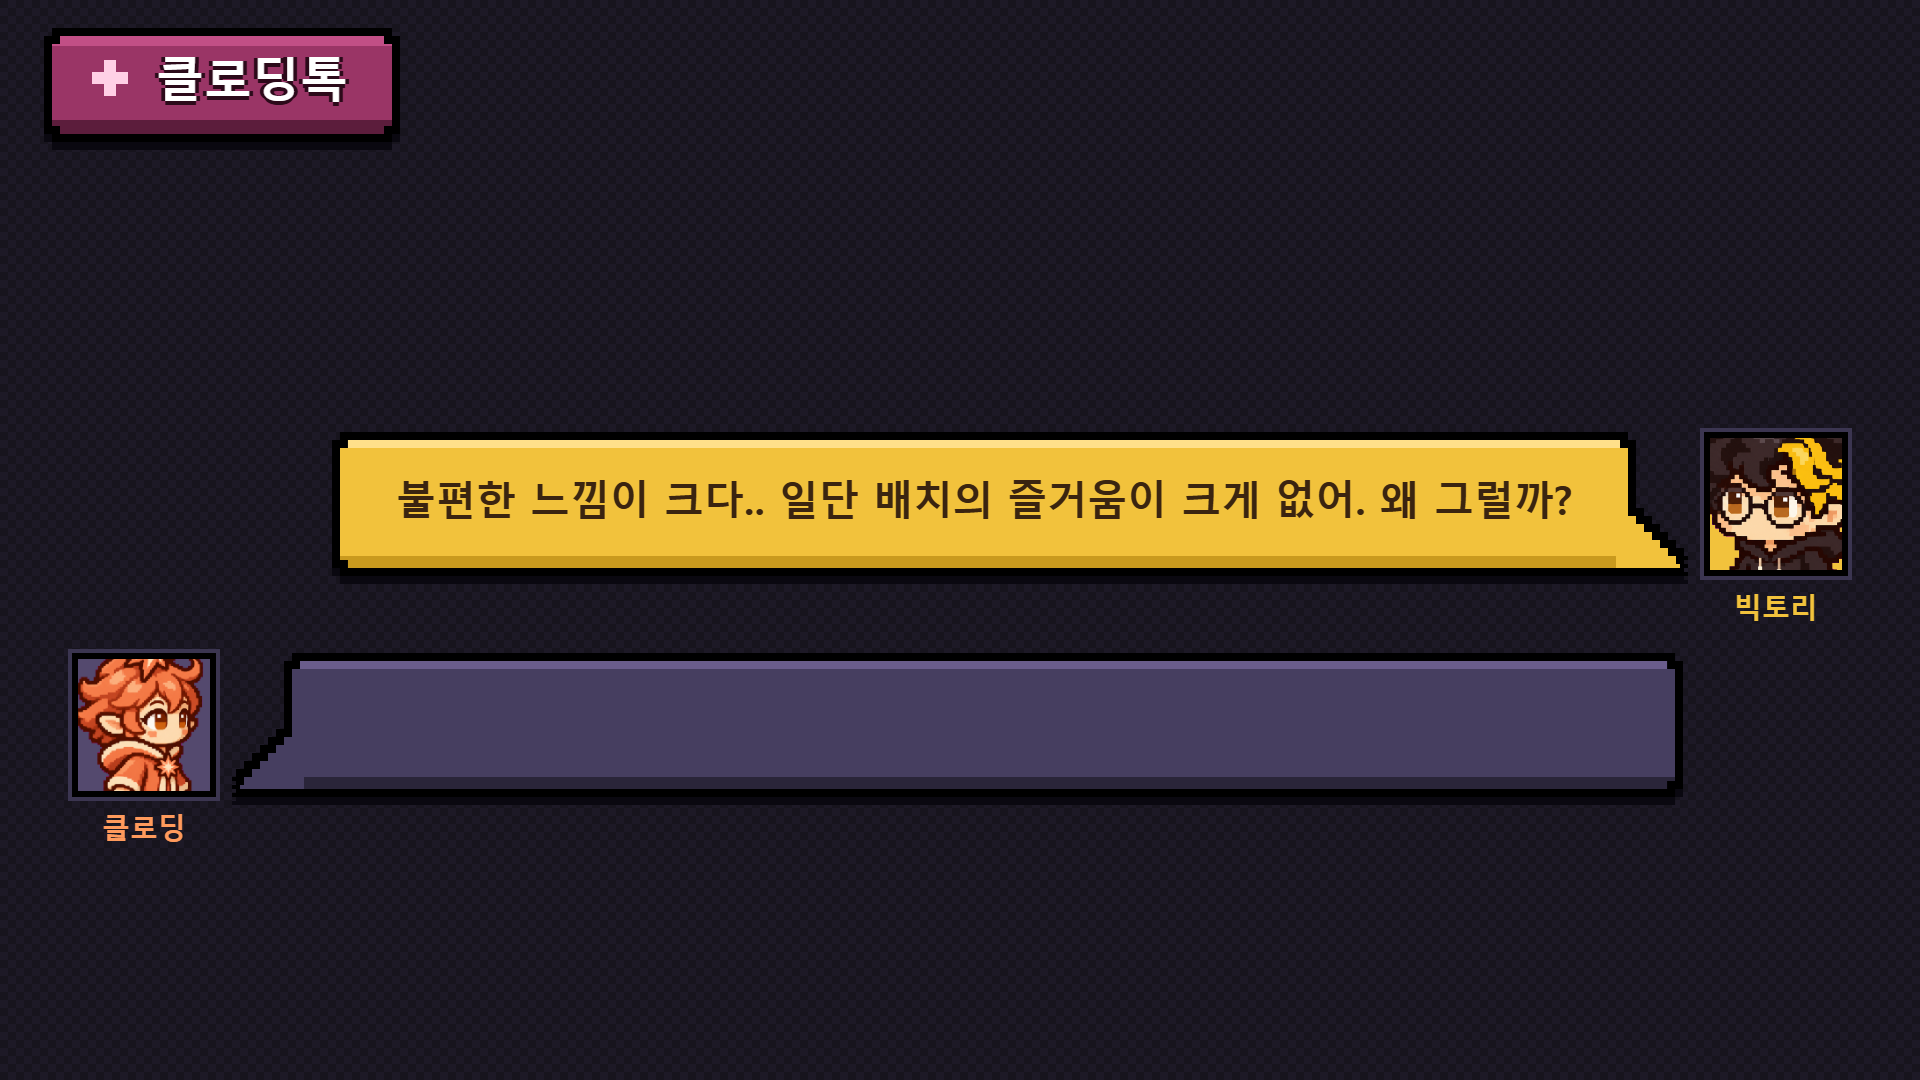 클로딩톡
불편한 느낌이 크다.. 일단 배치의 즐거움이 크게 없어. 왜 그럴까?
빅토리
클로딩